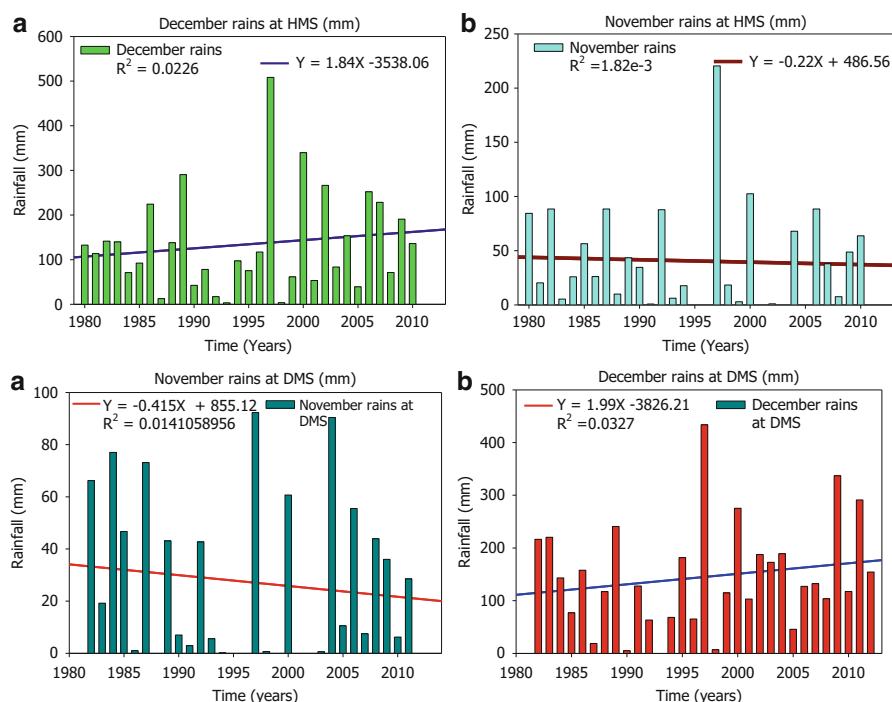 a
December rains at HMS (mm)
600
500
400
300
200
100
0
Rainfall (mm)
December rains
R² = 0.0226
Y = 1.84X -3538.06
1980 1985 1990 1995 2000 2005 2010
Time (Years)
b
November rains at HMS (mm)
250
200
150
100
50
0
Rainfall (mm)
November rains
R² =1.82e-3
Y = -0.22X + 486.56
1980 1985 1990 1995 2000 2005 2010
Time (Years)
a
November rains at DMS (mm)
100
80
60
40
20
0
Rainfall (mm)
Y = -0.415X + 855.12
R² = 0.0141058956
November rains at
DMS
1980 1985 1990 1995 2000 2005 2010
Time (years)
b
December rains at DMS (mm)
500
400
300
200
100
0
Rainfall (mm)
Y = 1.99X -3826.21
R² =0.0327
December rains
at DMS
1980 1985 1990 1995 2000 2005 2010
Time (years)